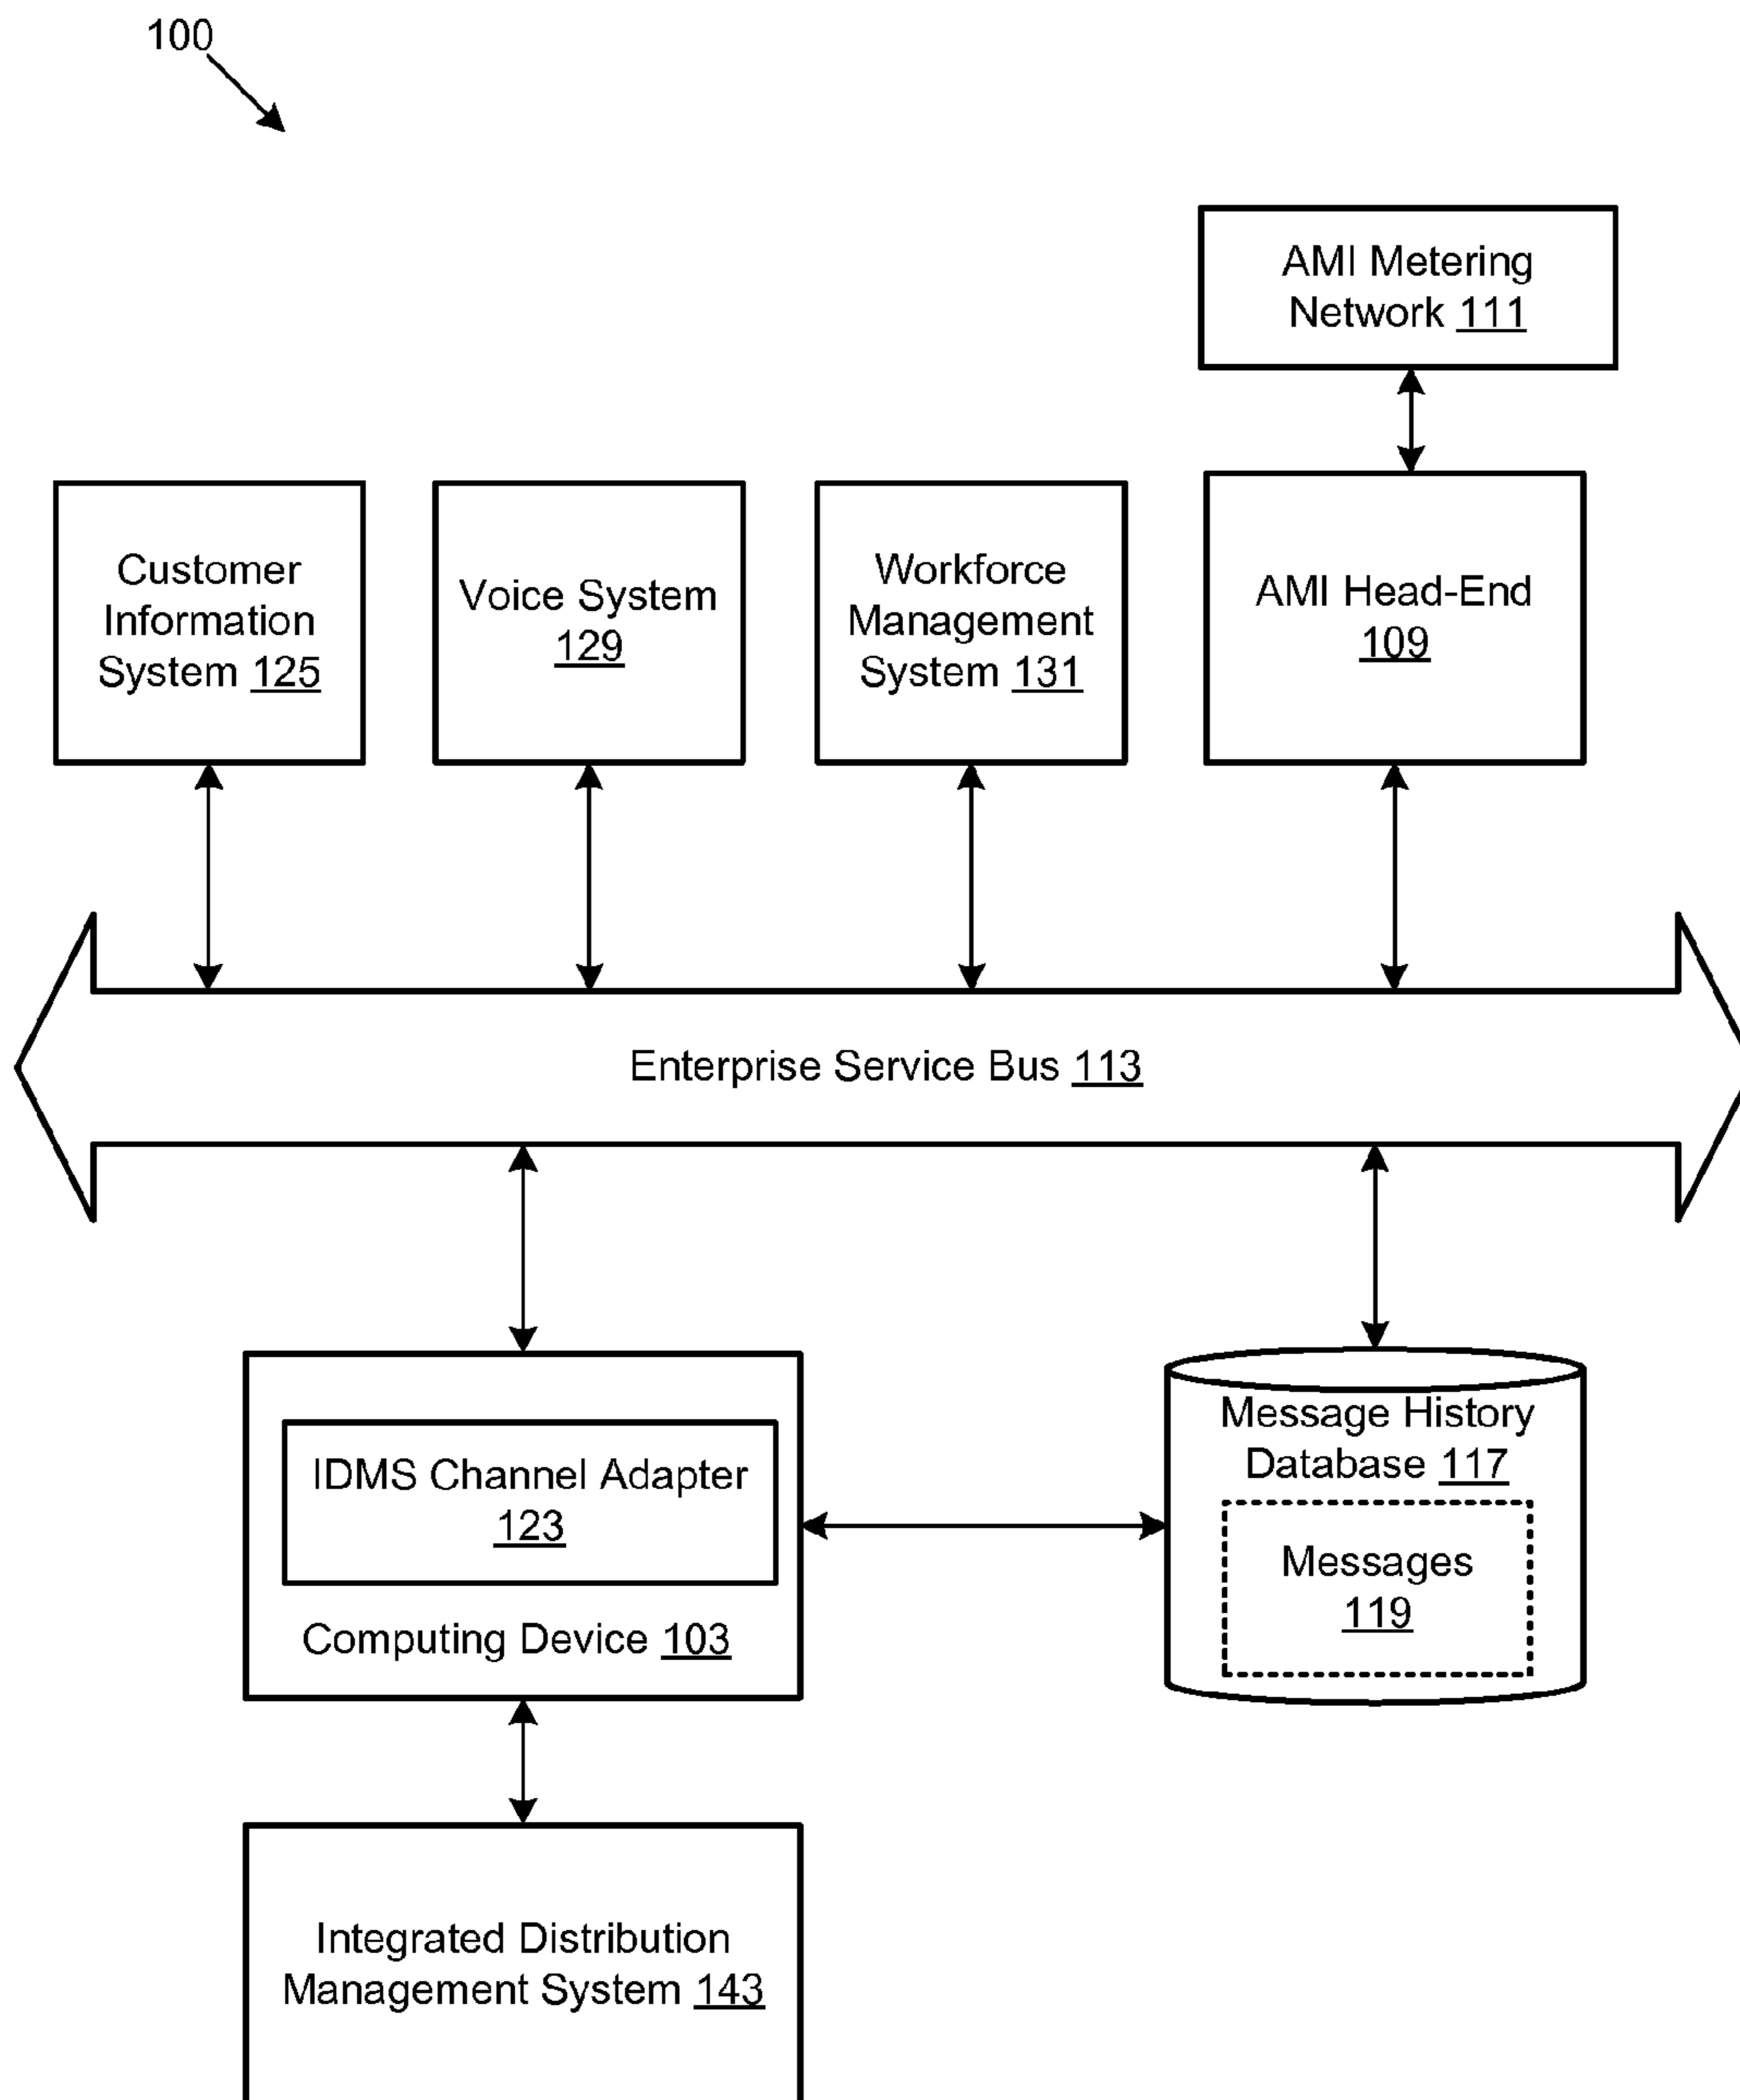 100
AMI Metering
Network 111
Customer
Information
System 125
Voice System
129
Workforce
Management
System 131
AMI Head-End
109
Enterprise Service Bus 113
IDMS Channel Adapter
123
Computing Device 103
Message History
Database 117
Messages
119
Integrated Distribution
Management System 143